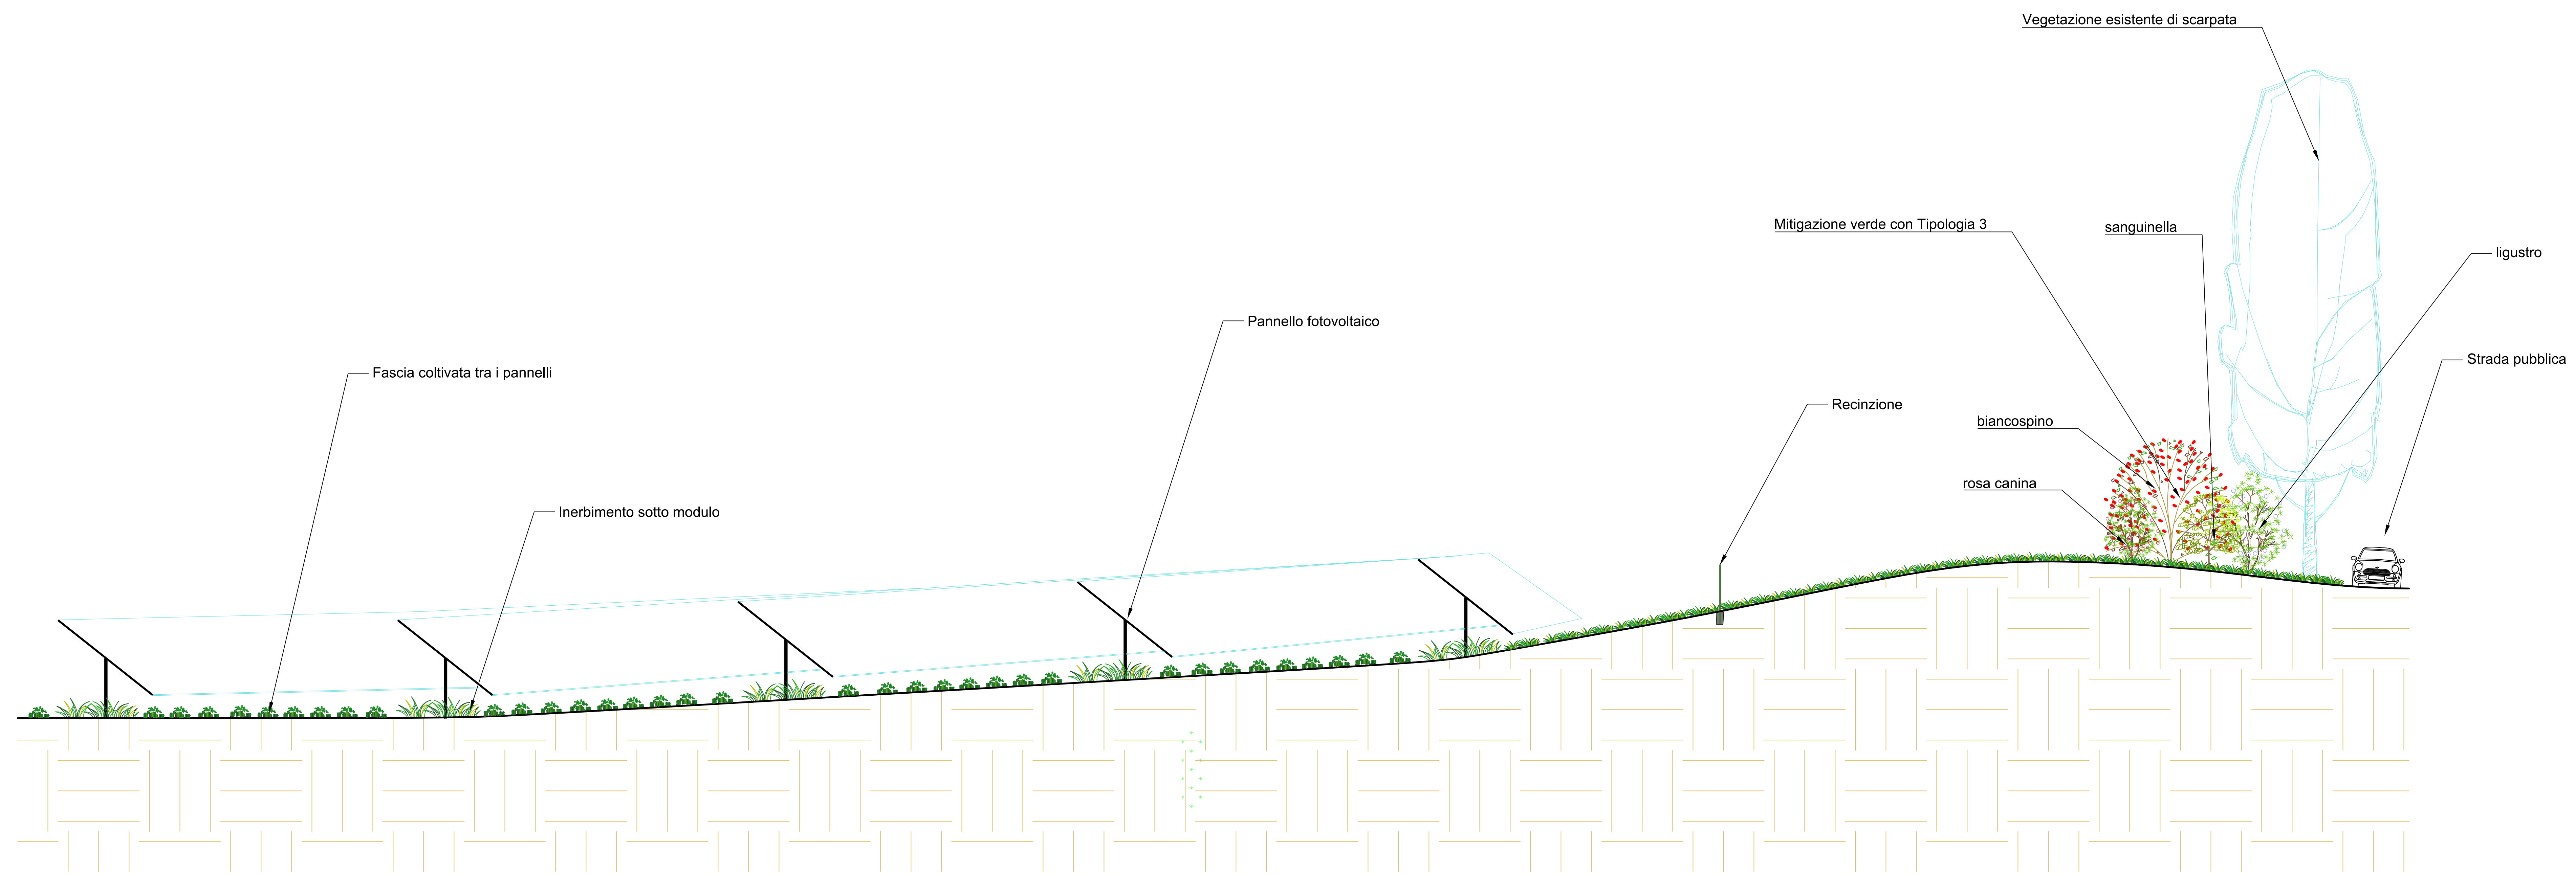 Vegetazione esistente di scarpata
Mitigazione verde con Tipologia 3
sanguinella
ligustro
Pannello fotovoltaico
Strada pubblica
Fascia coltivata tra i pannelli
Recinzione
biancospino
rosa canina
Inerbimento sotto modulo